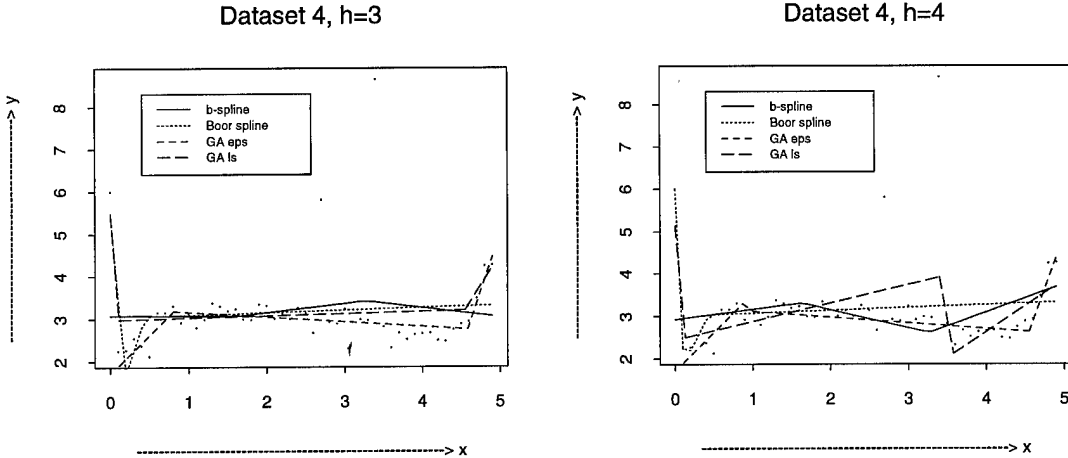 Dataset 4, h=3
y
8
7
6
5
4
3
2
b-spline
Boor spline
GA eps
GA ls
0 1 2 3 4 5
x
Dataset 4, h=4
y
8
7
6
5
4
3
2
b-spline
Boor spline
GA eps
GA ls
0 1 2 3 4 5
x